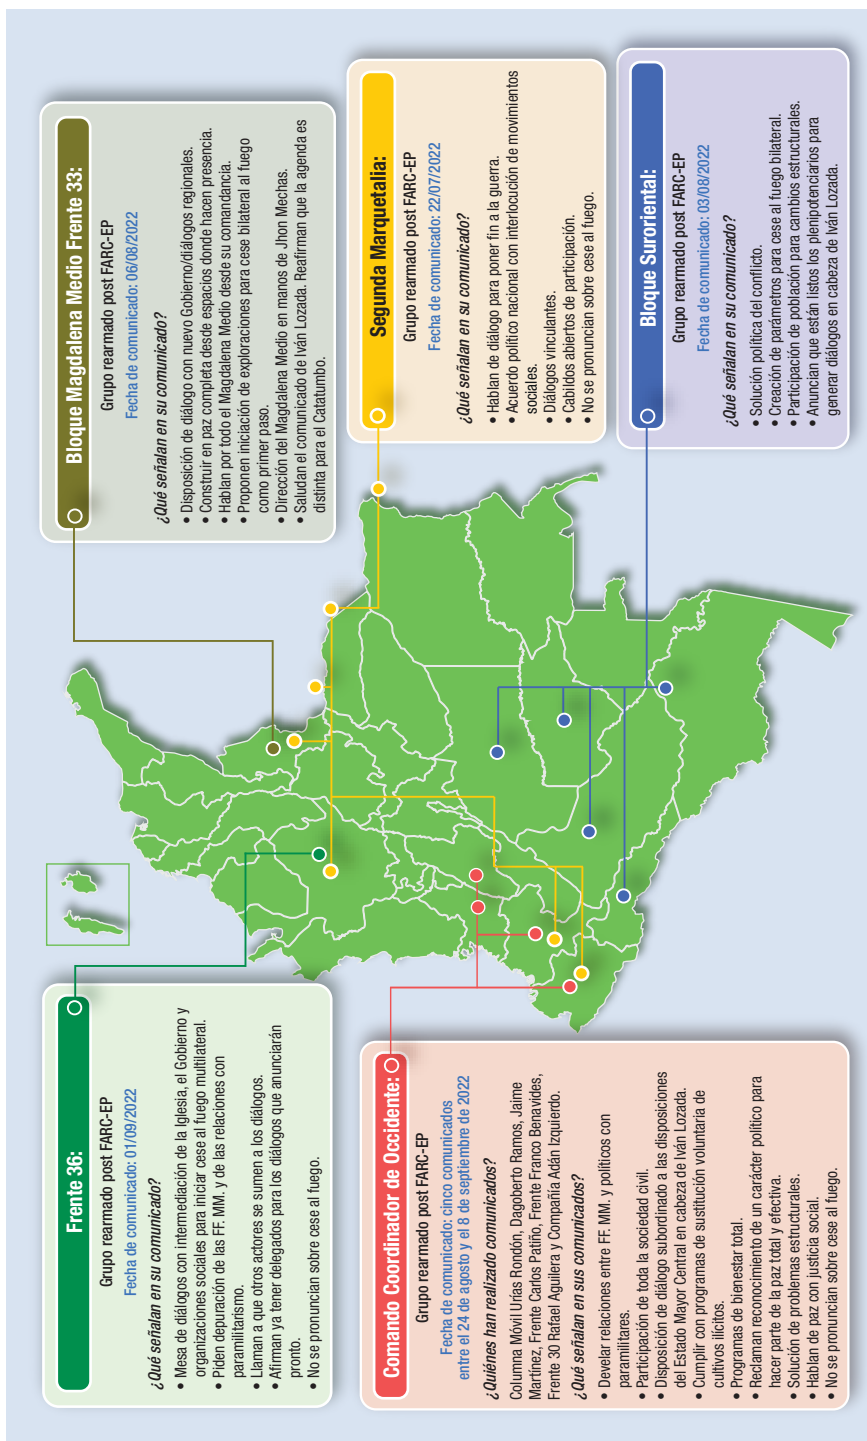 Frente 36:
Grupo rearmado post FARC-EP
Fecha de comunicado: 01/09/2022
¿Qué señalan en su comunicado?
• Mesa de diálogos con intermediación de la Iglesia, el Gobierno y
organizaciones sociales para iniciar cese al fuego multilateral.
• Piden depuración de las FF. MM. y de las relaciones con
paramilitarismo.
• Llaman a que otros actores se sumen a los diálogos.
• Afirman ya tener delegados para los diálogos que anunciarán
pronto.
• No se pronuncian sobre cese al fuego.
Bloque Magdalena Medio Frente 33:
Grupo rearmado post FARC-EP
Fecha de comunicado: 06/08/2022
¿Qué señalan en su comunicado?
• Disposición de diálogo con nuevo Gobierno/diálogos regionales.
• Construir en paz completa desde espacios donde hacen presencia.
• Hablan por todo el Magdalena Medio desde su comandancia.
• Proponen iniciación de exploraciones para cese bilateral al fuego
como primer paso.
• Dirección del Magdalena Medio en manos de Jhon Mechas.
• Saludan el comunicado de Iván Lozada. Reafirman que la agenda es
distinta para el Catatumbo.
Comando Coordinador de Occidente:
Grupo rearmado post FARC-EP
Fecha de comunicado: cinco comunicados
entre el 24 de agosto y el 8 de septiembre de 2022
¿Quiénes han realizado comunicados?
Columna Móvil Urías Rondón, Dagoberto Ramos, Jaime
Martínez, Frente Carlos Patiño, Frente Franco Benavides,
Frente 30 Rafael Aguilera y Compañía Adán Izquierdo.
¿Qué señalan en sus comunicados?
• Develar relaciones entre FF. MM. y políticos con
paramilitares.
• Participación de toda la sociedad civil.
• Disposición de diálogo subordinado a las disposiciones
del Estado Mayor Central en cabeza de Iván Lozada.
• Cumplir con programas de sustitución voluntaria de
cultivos ilícitos.
• Programas de bienestar total.
• Reclaman reconocimiento de un carácter político para
hacer parte de la paz total y efectiva.
• Solución de problemas estructurales.
• Hablan de paz con justicia social.
• No se pronuncian sobre cese al fuego.
Segunda Marquetalia:
Grupo rearmado post FARC-EP
Fecha de comunicado: 22/07/2022
¿Qué señalan en su comunicado?
• Hablan de diálogo para poner fin a la guerra.
• Acuerdo político nacional con interlocución de movimientos
sociales.
• Diálogos vinculantes.
• Cabildos abiertos de participación.
• No se pronuncian sobre cese al fuego.
Bloque Suroriental:
Grupo rearmado post FARC-EP
Fecha de comunicado: 03/08/2022
¿Qué señalan en su comunicado?
• Solución política del conflicto.
• Creación de parámetros para cese al fuego bilateral.
• Participación de población para cambios estructurales.
• Anuncian que están listos los plenipotenciarios para
generar diálogos en cabeza de Iván Lozada.